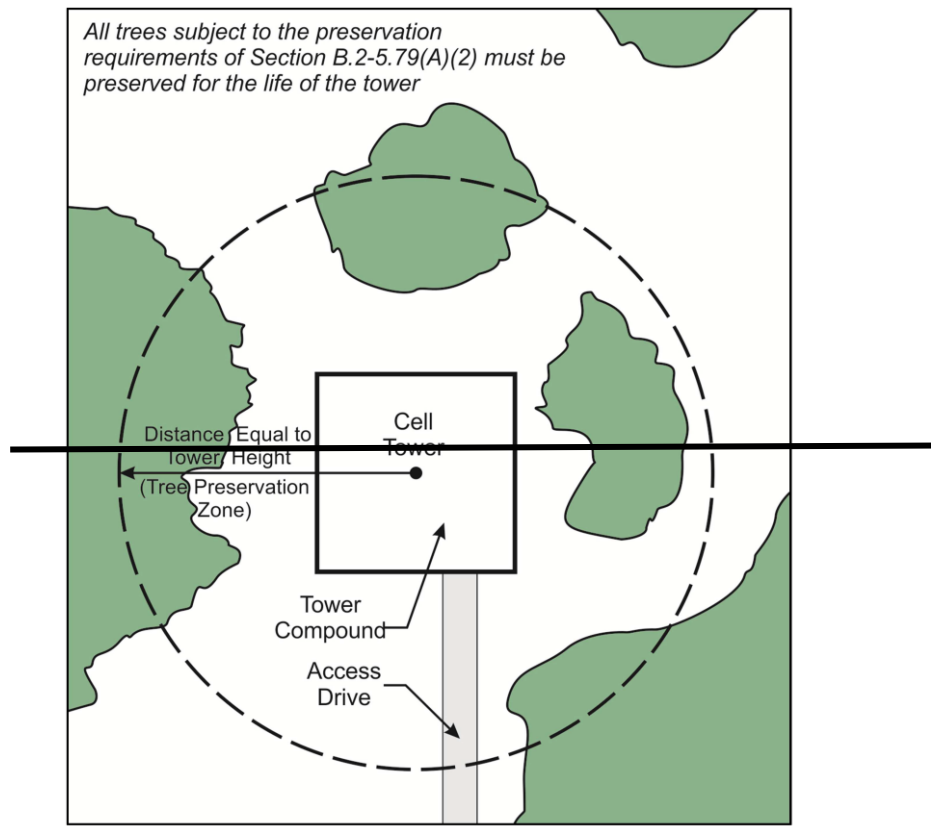 All trees subject to the preservation
requirements of Section B.2-5.79(A)(2) must be
preserved for the life of the tower
Cell
Tower
Distance Equal to
Tower Height
(Tree Preservation
Zone)
Tower
Compound
Access
Drive